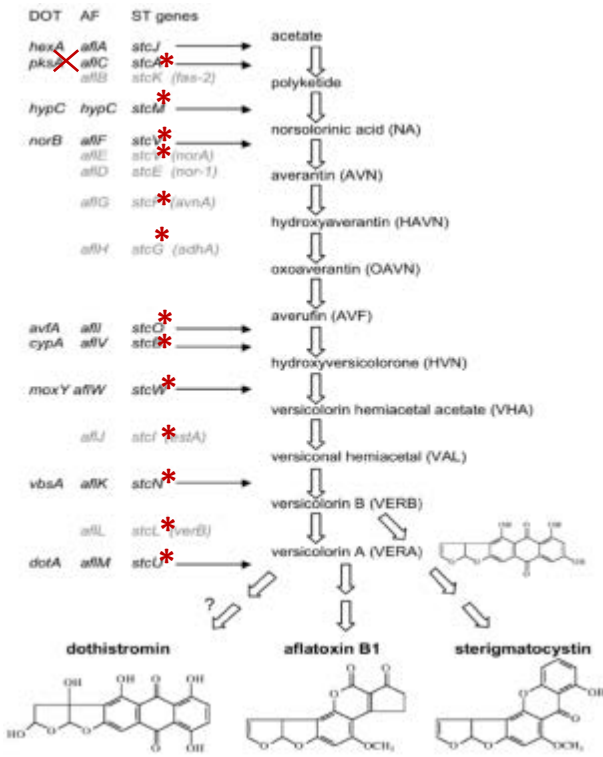 DOT AF ST genes
hexA aflA stcJ
acetate
pksA aflC stcA*
aflB stcK (fas-2)
polyketide
hypC hypC stcM*
norsolorinic acid (NA)
norB aflF stcV*
aflE * (norA)
aflD stcE (nor-1)
averantin (AVN)
aflG stcF* (avnA)
hydroxyaverantin (HAVN)
aflH stcG* (adhA)
oxoaverantin (OAVN)
averufin (AVF)
avfA aflI stcO*
cypA aflV stcB*
hydroxyversicolorone (HVN)
moxY aflW stcW*
versicolorin hemiacetal acetate (VHA)
aflJ stcI* (estA)
versiconal hemiacetal (VAL)
vbsA aflK stcN*
versicolorin B (VERB)
aflL stcL* (verB)
versicolorin A (VERA)
dotA aflM stcU*
OH O OH
O O O OH
?
dothistromin aflatoxin B1 sterigmatocystin
OH OH O OH
HO O O O OH
O O
O O OCH3
O OH
O
O O OCH3